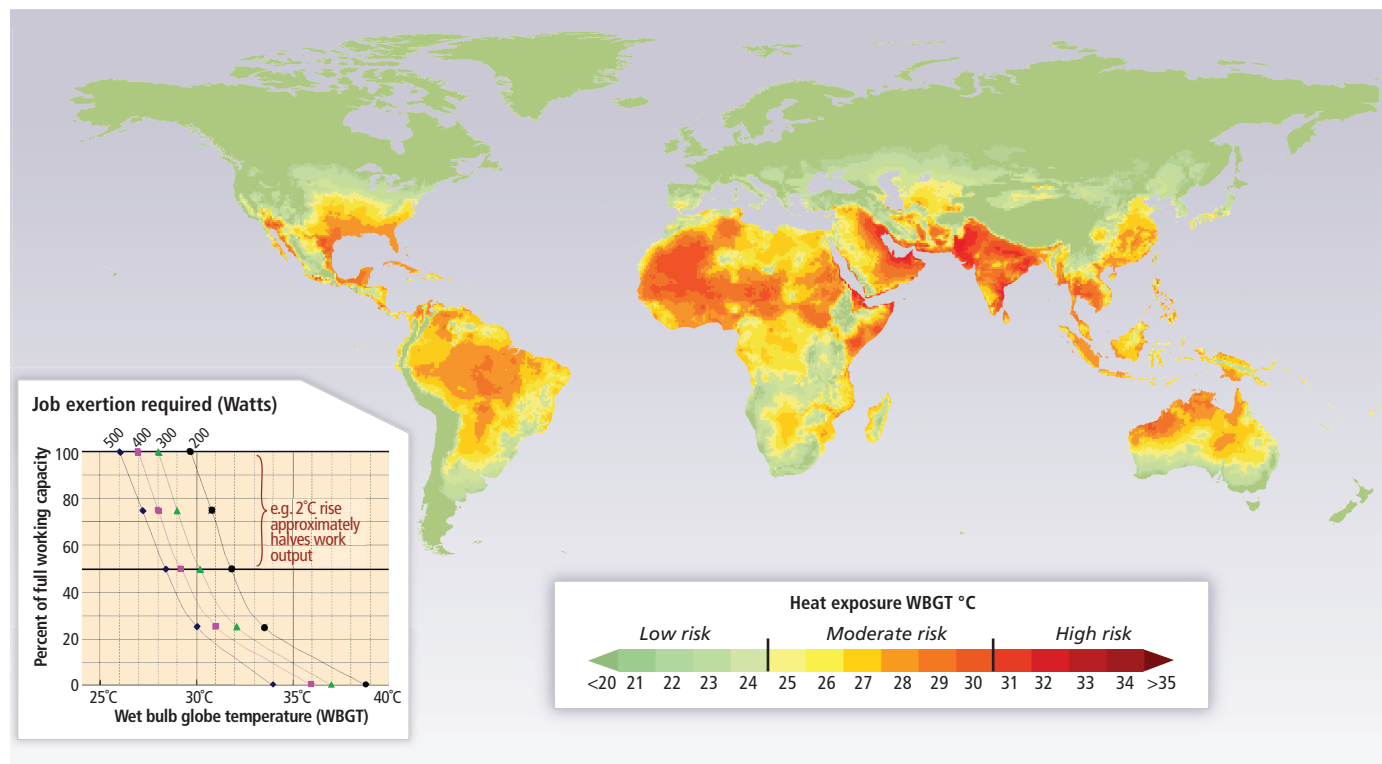 Job exertion required (Watts)
500 400 300 200
100
80
60
40
20
0
Percent of full working capacity
e.g. 2˚C rise
approximately
halves work
output
25˚C 30˚C 35˚C 40˚C
Wet bulb globe temperature (WBGT)
Heat exposure WBGT °C
Low risk Moderate risk High risk
<20 21 22 23 24 25 26 27 28 29 30 31 32 33 34 >35